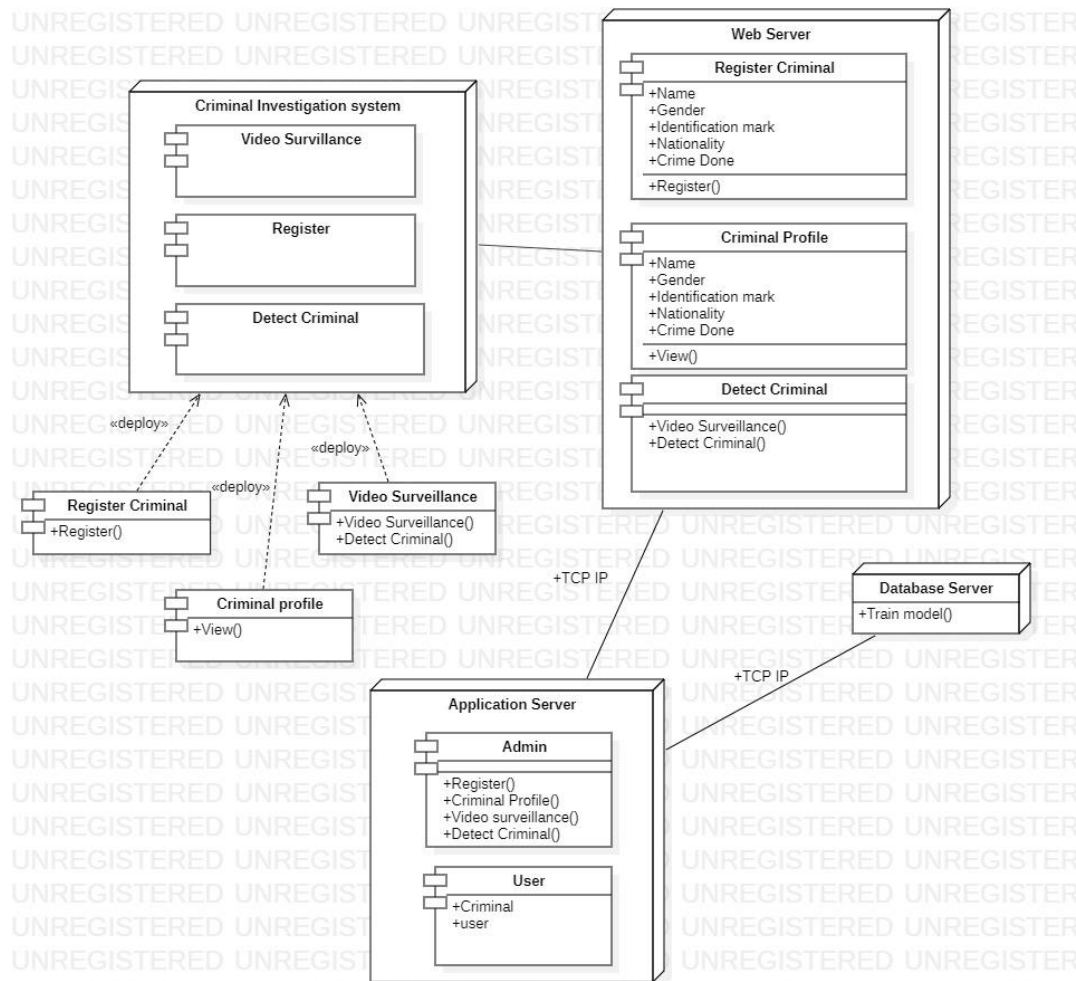 Criminal Investigation system
Video Survillance
Register
Detect Criminal
«deploy»
«deploy»
«deploy»
Register Criminal
+Register()
Video Surveillance
+Video Surveillance()
+Detect Criminal()
Criminal profile
+View()
Web Server
Register Criminal
+Name
+Gender
+Identification mark
+Nationality
+Crime Done
+Register()
Criminal Profile
+Name
+Gender
+Identification mark
+Nationality
+Crime Done
+View()
Detect Criminal
+Video Surveillance()
+Detect Criminal()
+TCP IP
Database Server
+Train model()
+TCP IP
Application Server
Admin
+Register()
+Criminal Profile()
+Video surveillance()
+Detect Criminal()
User
+Criminal
+user
UNREGISTERED